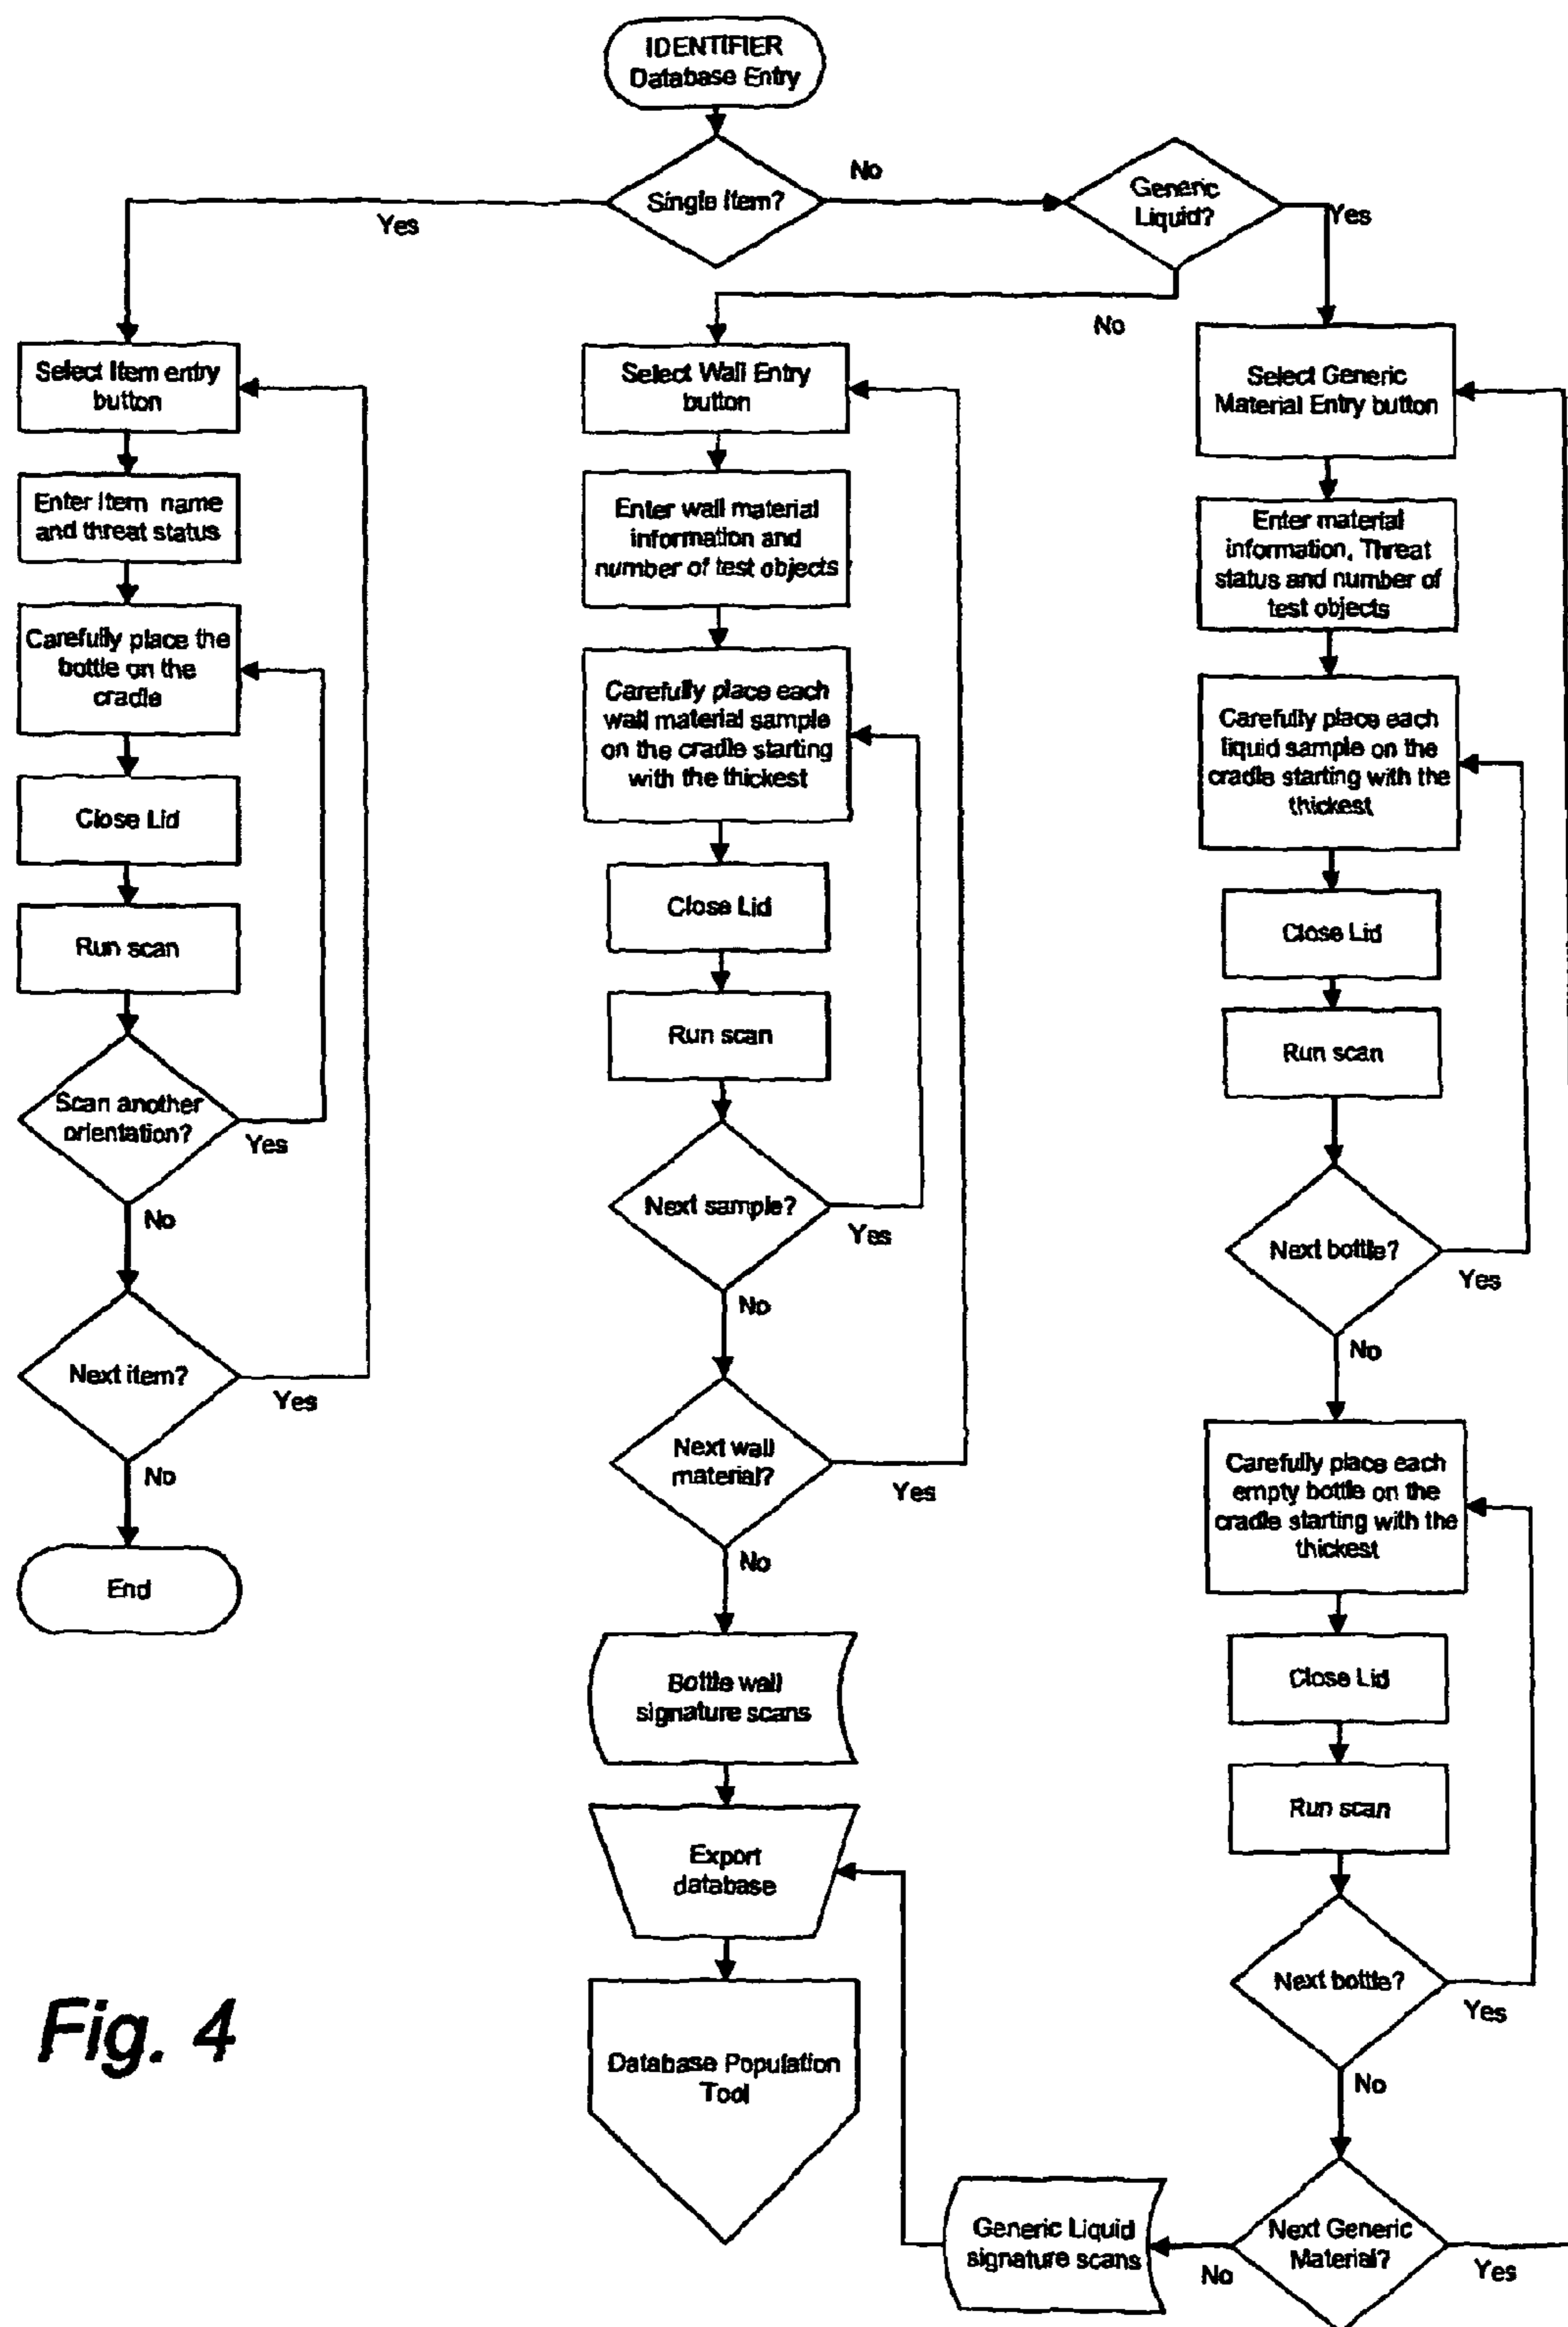 IDENTIFIER
Database Entry
Single Item?
Yes
No
Generic
Liquid?
Yes
No
Select Item entry
button
Enter Item name
and threat status
Carefully place the
bottle on the
cradle
Close Lid
Run scan
Scan another
orientation?
Yes
No
Next item?
Yes
No
End
Select Wall Entry
button
Enter wall material
information and
number of test objects
Carefully place each
wall material sample
on the cradle starting
with the thickest
Close Lid
Run scan
Next sample?
Yes
No
Next wall
material?
Yes
No
Bottle wall
signature scans
Export
database
Database Population
Tool
Select Generic
Material Entry button
Enter material
information, Threat
status and number of
test objects
Carefully place each
liquid sample on the
cradle starting with the
thickest
Close Lid
Run scan
Next bottle?
Yes
No
Carefully place each
empty bottle on the
cradle starting with the
thickest
Close Lid
Run scan
Next bottle?
Yes
No
Next Generic
Material?
Yes
No
Generic Liquid
signature scans
Fig. 4